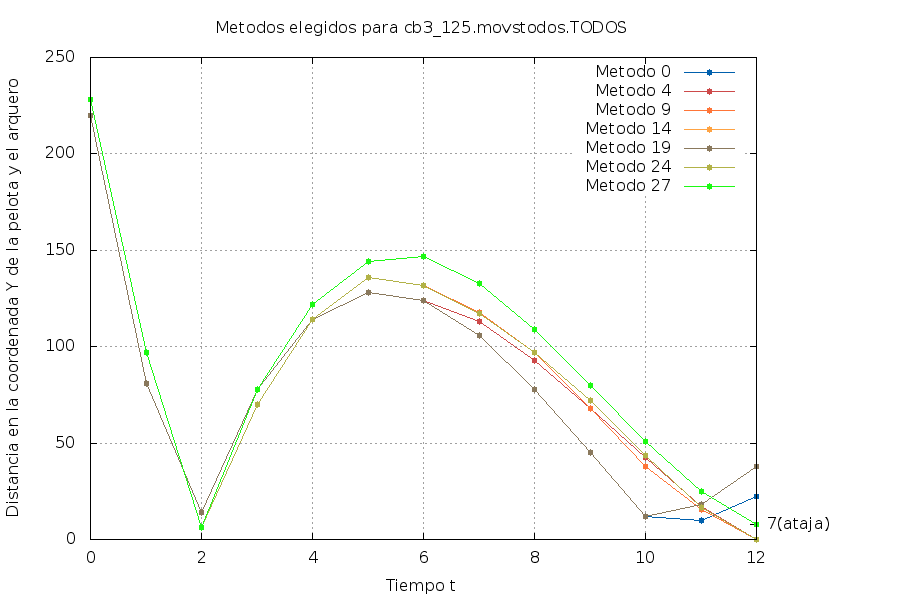 Metodos elegidos para cb3_125.movstodos.TODOS
Distancia en la coordenada Y de la pelota y el arquero
250
200
150
100
50
0
Metodo 0
Metodo 4
Metodo 9
Metodo 14
Metodo 19
Metodo 24
Metodo 27
7(ataja)
0 2 4 6 8 10 12
Tiempo t